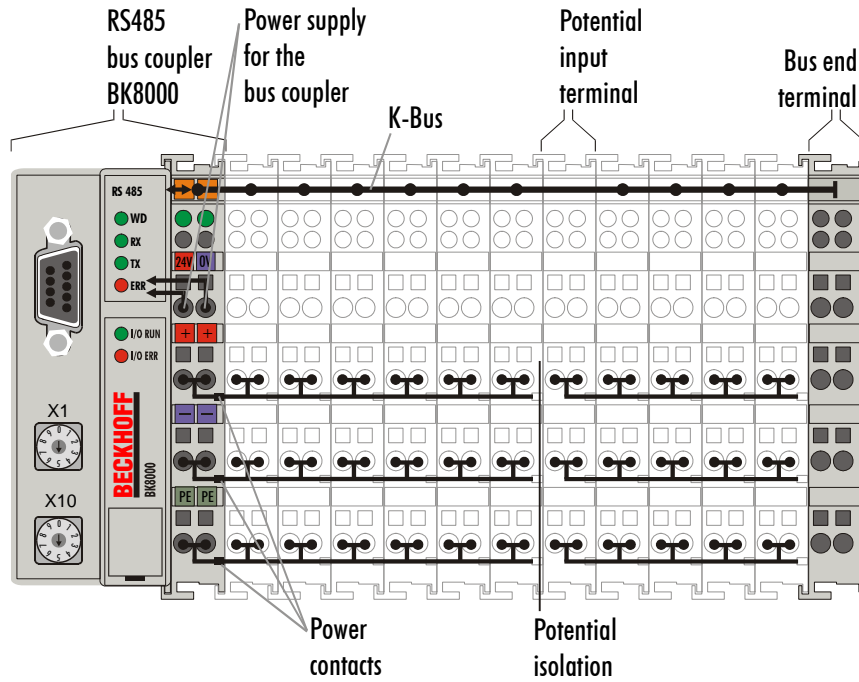 RS485
bus coupler
BK8000
Power supply
for the
bus coupler
Potential
input
terminal
Bus end
terminal
K-Bus
RS 485
WD
RX
TX
ERR
24V 0V
I/O RUN
I/O ERR
+ +
X1
− −
BECKHOFF
BK8000
X10
PE PE
Power
contacts
Potential
isolation